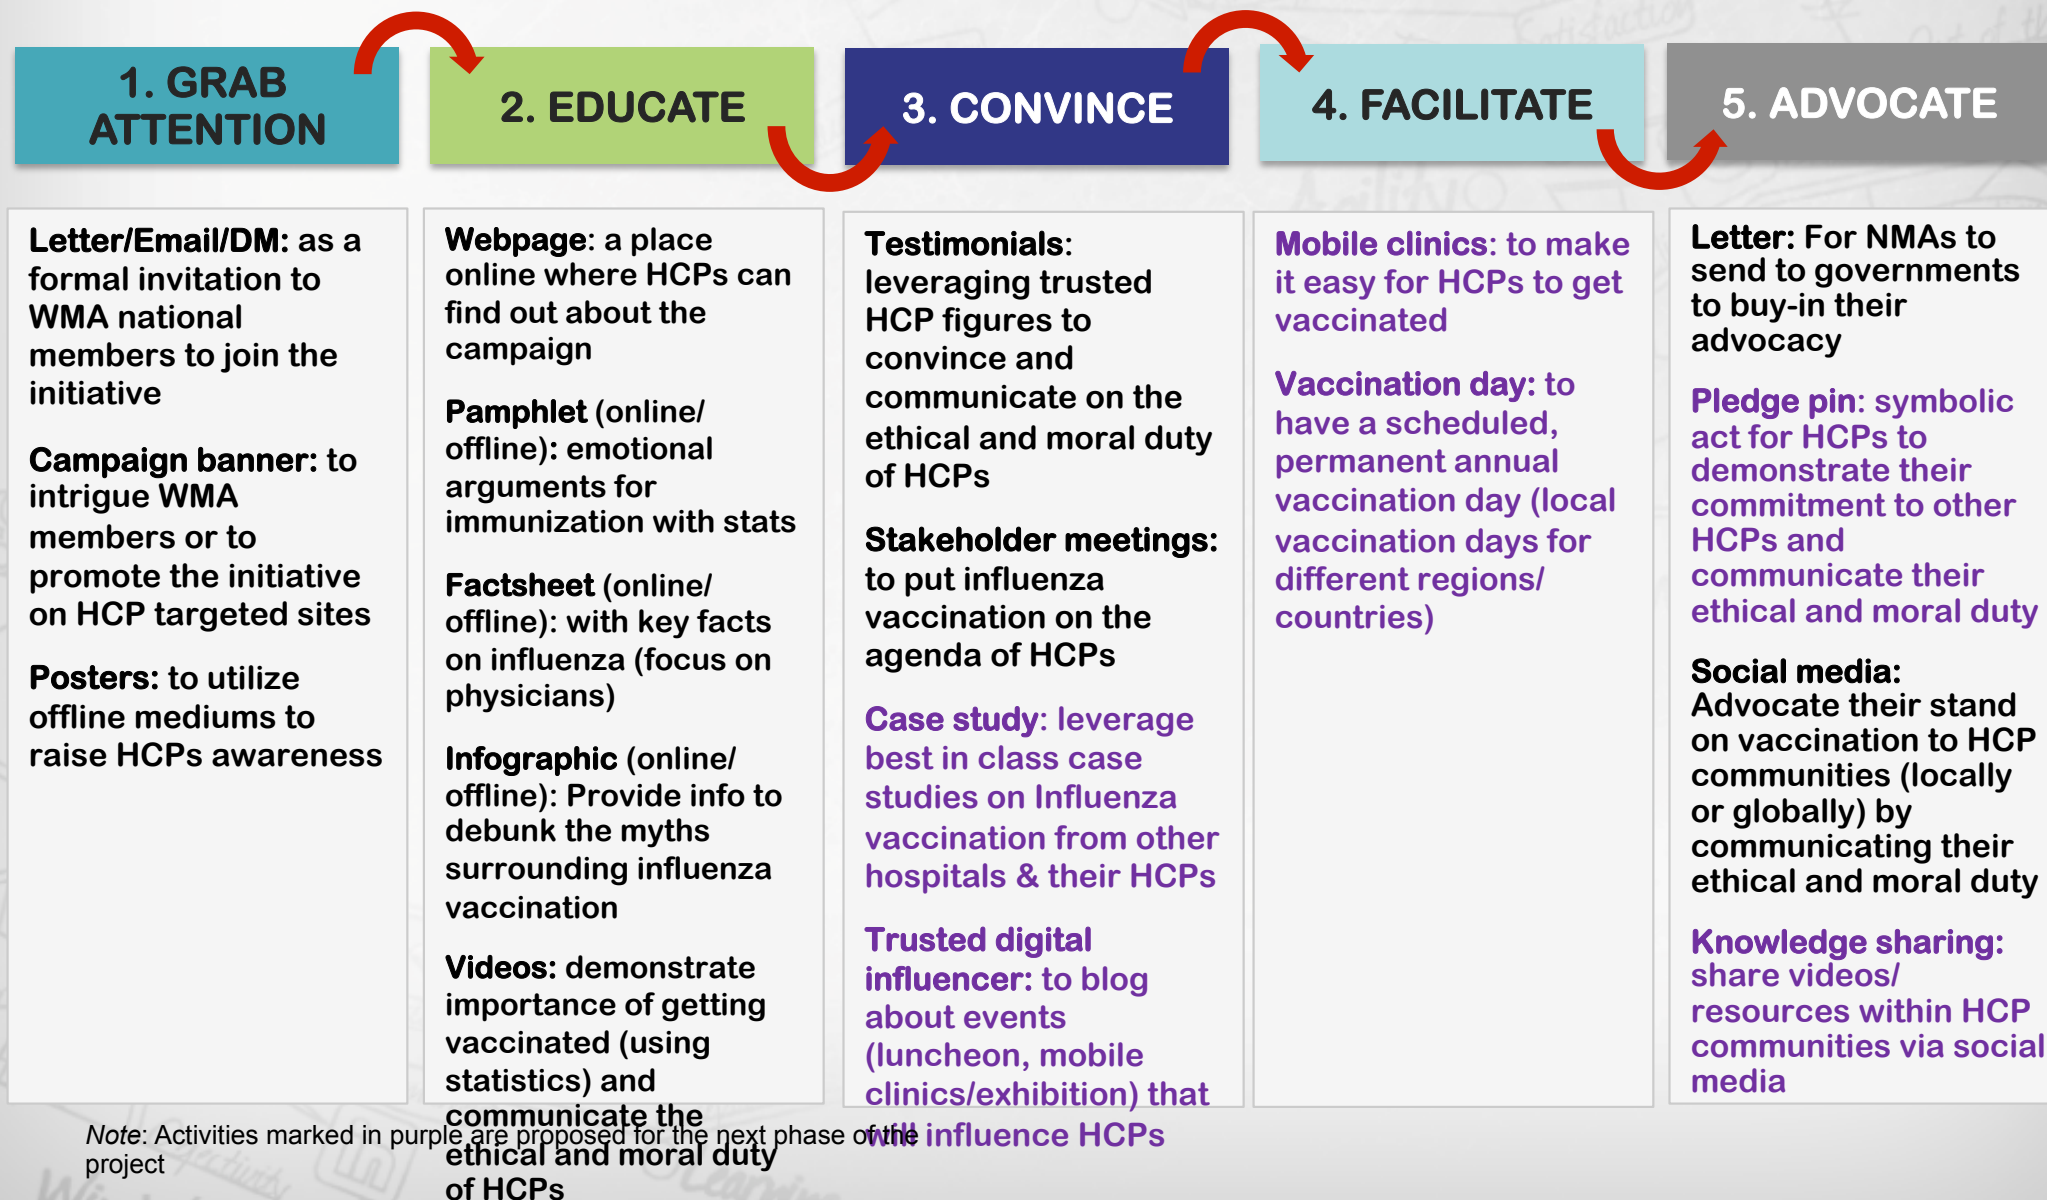 1. GRAB
ATTENTION
2. EDUCATE
3. CONVINCE
4. FACILITATE
5. ADVOCATE
Letter/Email/DM: as a
formal invitation to
WMA national
members to join the
initiative
Campaign banner: to
intrigue WMA
members or to
promote the initiative
on HCP targeted sites
Posters: to utilize
offline mediums to
raise HCPs awareness
Webpage: a place
online where HCPs can
find out about the
campaign
Pamphlet (online/
offline): emotional
arguments for
immunization with stats
Factsheet (online/
offline): with key facts
on influenza (focus on
physicians)
Infographic (online/
offline): Provide info to
debunk the myths
surrounding influenza
vaccination
Videos: demonstrate
importance of getting
vaccinated (using
statistics) and
communicate the
ethical and moral duty
of HCPs
Testimonials:
leveraging trusted
HCP figures to
convince and
communicate on the
ethical and moral duty
of HCPs
Stakeholder meetings:
to put influenza
vaccination on the
agenda of HCPs
Case study: leverage
best in class case
studies on Influenza
vaccination from other
hospitals & their HCPs
Trusted digital
influencer: to blog
about events
(luncheon, mobile
clinics/exhibition) that
will influence HCPs
Mobile clinics: to make
it easy for HCPs to get
vaccinated
Vaccination day: to
have a scheduled,
permanent annual
vaccination day (local
vaccination days for
different regions/
countries)
Letter: For NMAs to
send to governments
to buy-in their
advocacy
Pledge pin: symbolic
act for HCPs to
demonstrate their
commitment to other
HCPs and
communicate their
ethical and moral duty
Social media:
Advocate their stand
on vaccination to HCP
communities (locally
or globally) by
communicating their
ethical and moral duty
Knowledge sharing:
share videos/
resources within HCP
communities via social
media
Note: Activities marked in purple are proposed for the next phase of the
project
Satisfaction
Out of th
Agility
in
Learning